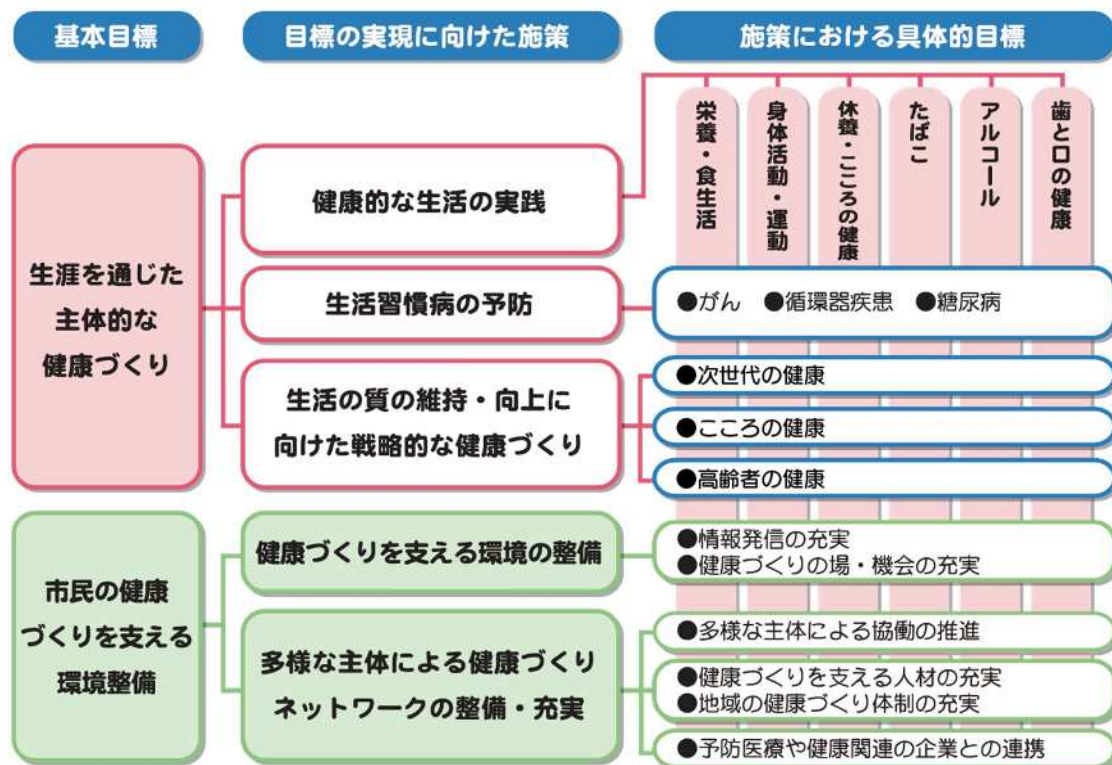 基本目標
目標の実現に向けた施策
施策における具体的目標
栄養・食生活
身体活動・運動
休養・こころの健康
たばこ
アルコール
歯と口の健康
生涯を通じた
主体的な
健康づくり
健康的な生活の実践
生活習慣病の予防
●がん ●循環器疾患 ●糖尿病
生活の質の維持・向上に
向けた戦略的な健康づくり
●次世代の健康
●こころの健康
●高齢者の健康
市民の健康
づくりを支える
環境整備
健康づくりを支える環境の整備
●情報発信の充実
●健康づくりの場・機会の充実
多様な主体による健康づくり
ネットワークの整備・充実
●多様な主体による協働の推進
●健康づくりを支える人材の充実
●地域の健康づくり体制の充実
●予防医療や健康関連の企業との連携